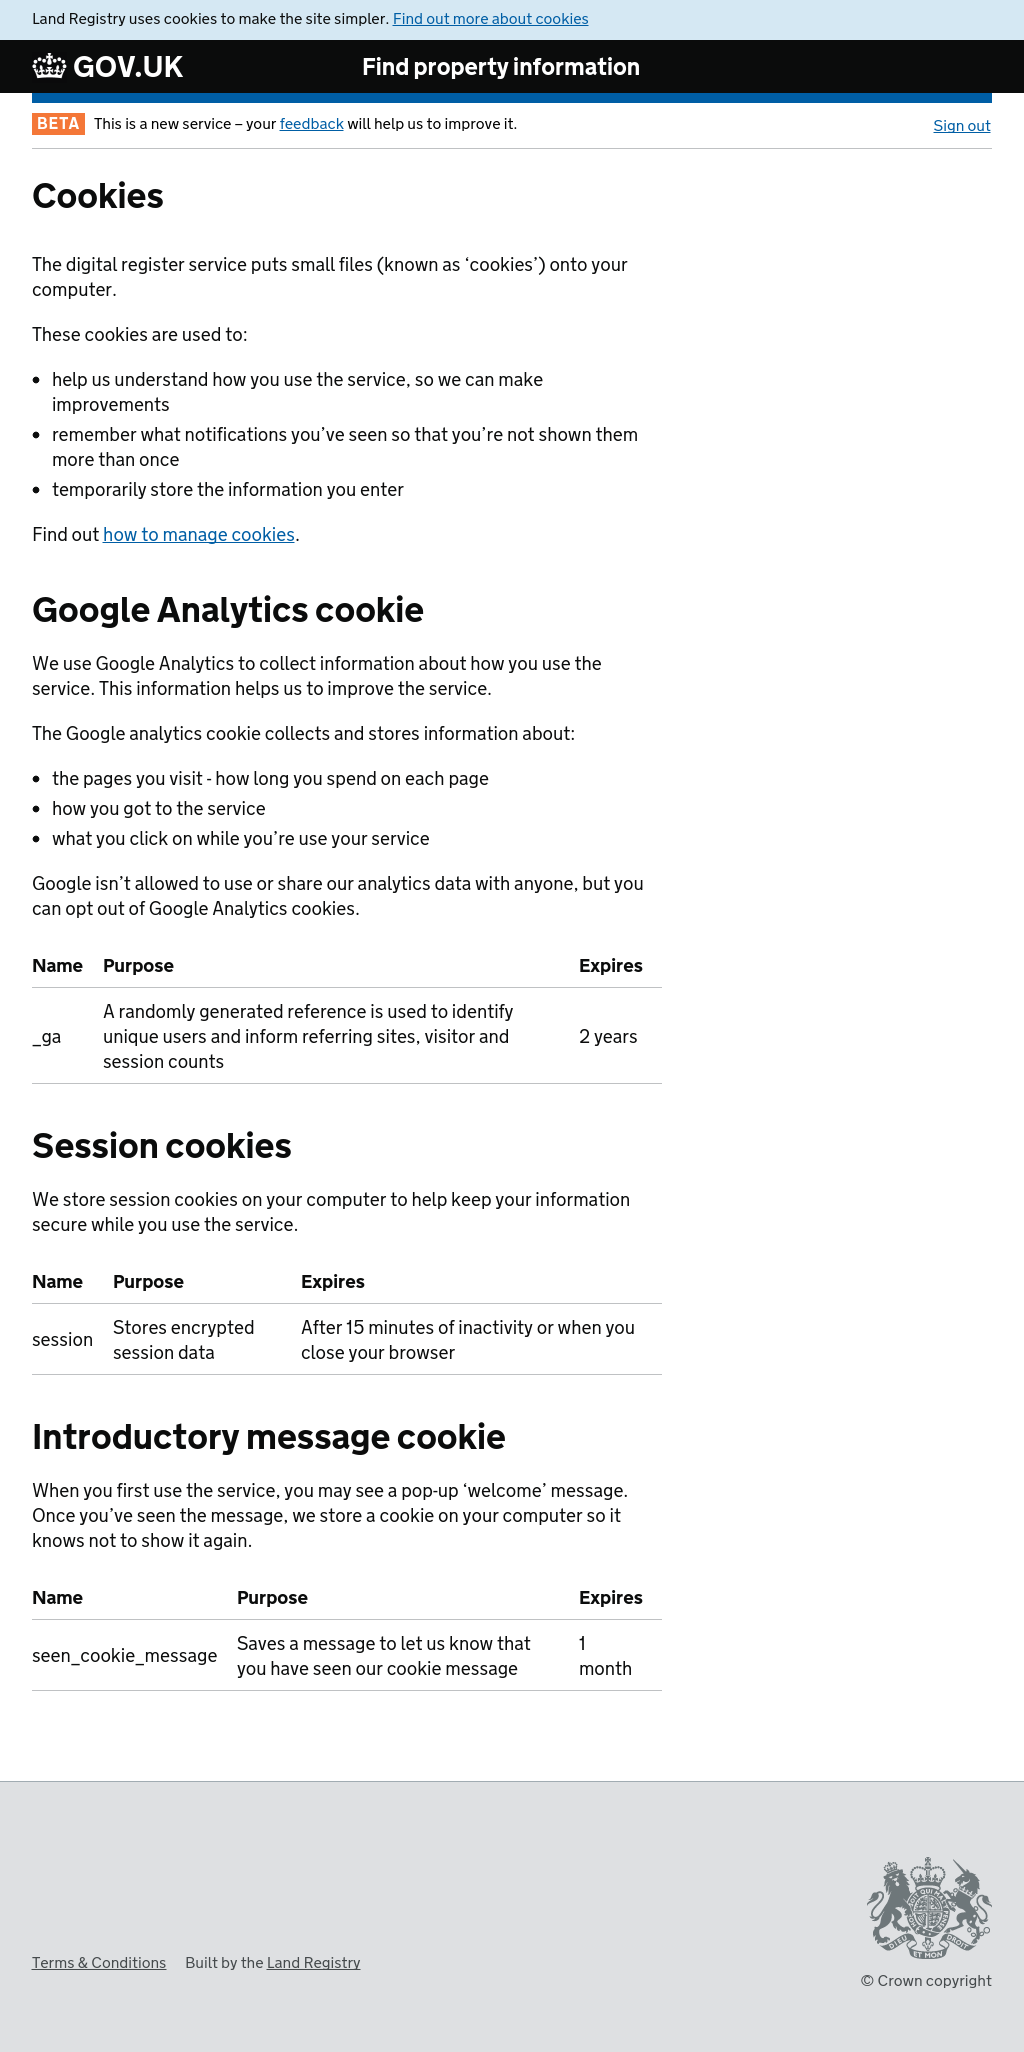 Land Registry uses cookies to make the site simpler. Find out more about cookies
GOV.UK
Find property information
BETA This is a new service – your feedback will help us to improve it.
Sign out
Cookies
The digital register service puts small files (known as ‘cookies’) onto your
computer.
These cookies are used to:
• help us understand how you use the service, so we can make
improvements
• remember what notifications you’ve seen so that you’re not shown them
more than once
• temporarily store the information you enter
Find out how to manage cookies.
Google Analytics cookie
We use Google Analytics to collect information about how you use the
service. This information helps us to improve the service.
The Google analytics cookie collects and stores information about:
• the pages you visit - how long you spend on each page
• how you got to the service
• what you click on while you’re use your service
Google isn’t allowed to use or share our analytics data with anyone, but you
can opt out of Google Analytics cookies.
Name Purpose Expires
A randomly generated reference is used to identify
_ga unique users and inform referring sites, visitor and 2 years
session counts
Session cookies
We store session cookies on your computer to help keep your information
secure while you use the service.
Name Purpose Expires
session
Stores encrypted
session data
After 15 minutes of inactivity or when you
close your browser
Introductory message cookie
When you first use the service, you may see a pop-up ‘welcome’ message.
Once you’ve seen the message, we store a cookie on your computer so it
knows not to show it again.
Name Purpose Expires
seen_cookie_message
Saves a message to let us know that
you have seen our cookie message
1
month
DIEU ET MON DROIT
Terms & Conditions Built by the Land Registry
© Crown copyright